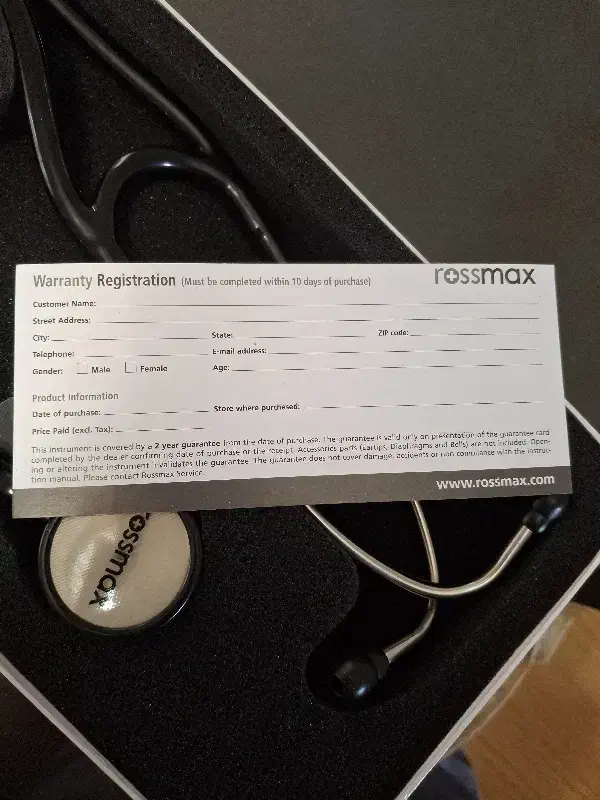 rossmax
Warranty Registration (Must be completed within 10 days of purchase)
Customer Name:
Street Address:
City: State: ZIP code:
Telephone: E-mail address:
Gender: Male Female Age:
Product Information
Date of purchase: Store where purchased:
Price Paid (excl. Tax):
This instrument is covered by a 2 year guarantee from the date of purchase. The guarantee is valid only on presentation of the guarantee card
completed by the dealer confirming date of purchase or the receipt. Accessories parts (Eartips, Diaphragms and Bells) are not included. Open-
ing or altering the instrument invalidates the guarantee. The guarantee does not cover damage, accidents or non compliance with the instruc-
tion manual. Please contact Rossmax Service.
www.rossmax.com
rossmax